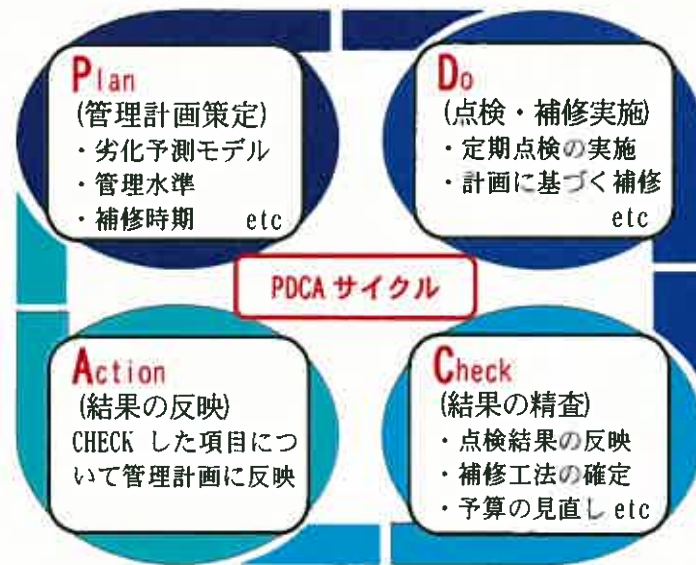 Plan
(管理計画策定)
・劣化予測モデル
・管理水準
・補修時期 etc
Do
(点検・補修実施)
・定期点検の実施
・計画に基づく補修
etc
PDCA サイクル
Action
(結果の反映)
CHECK した項目につ
いて管理計画に反映
Check
(結果の精査)
・点検結果の反映
・補修工法の確定
・予算の見直し etc